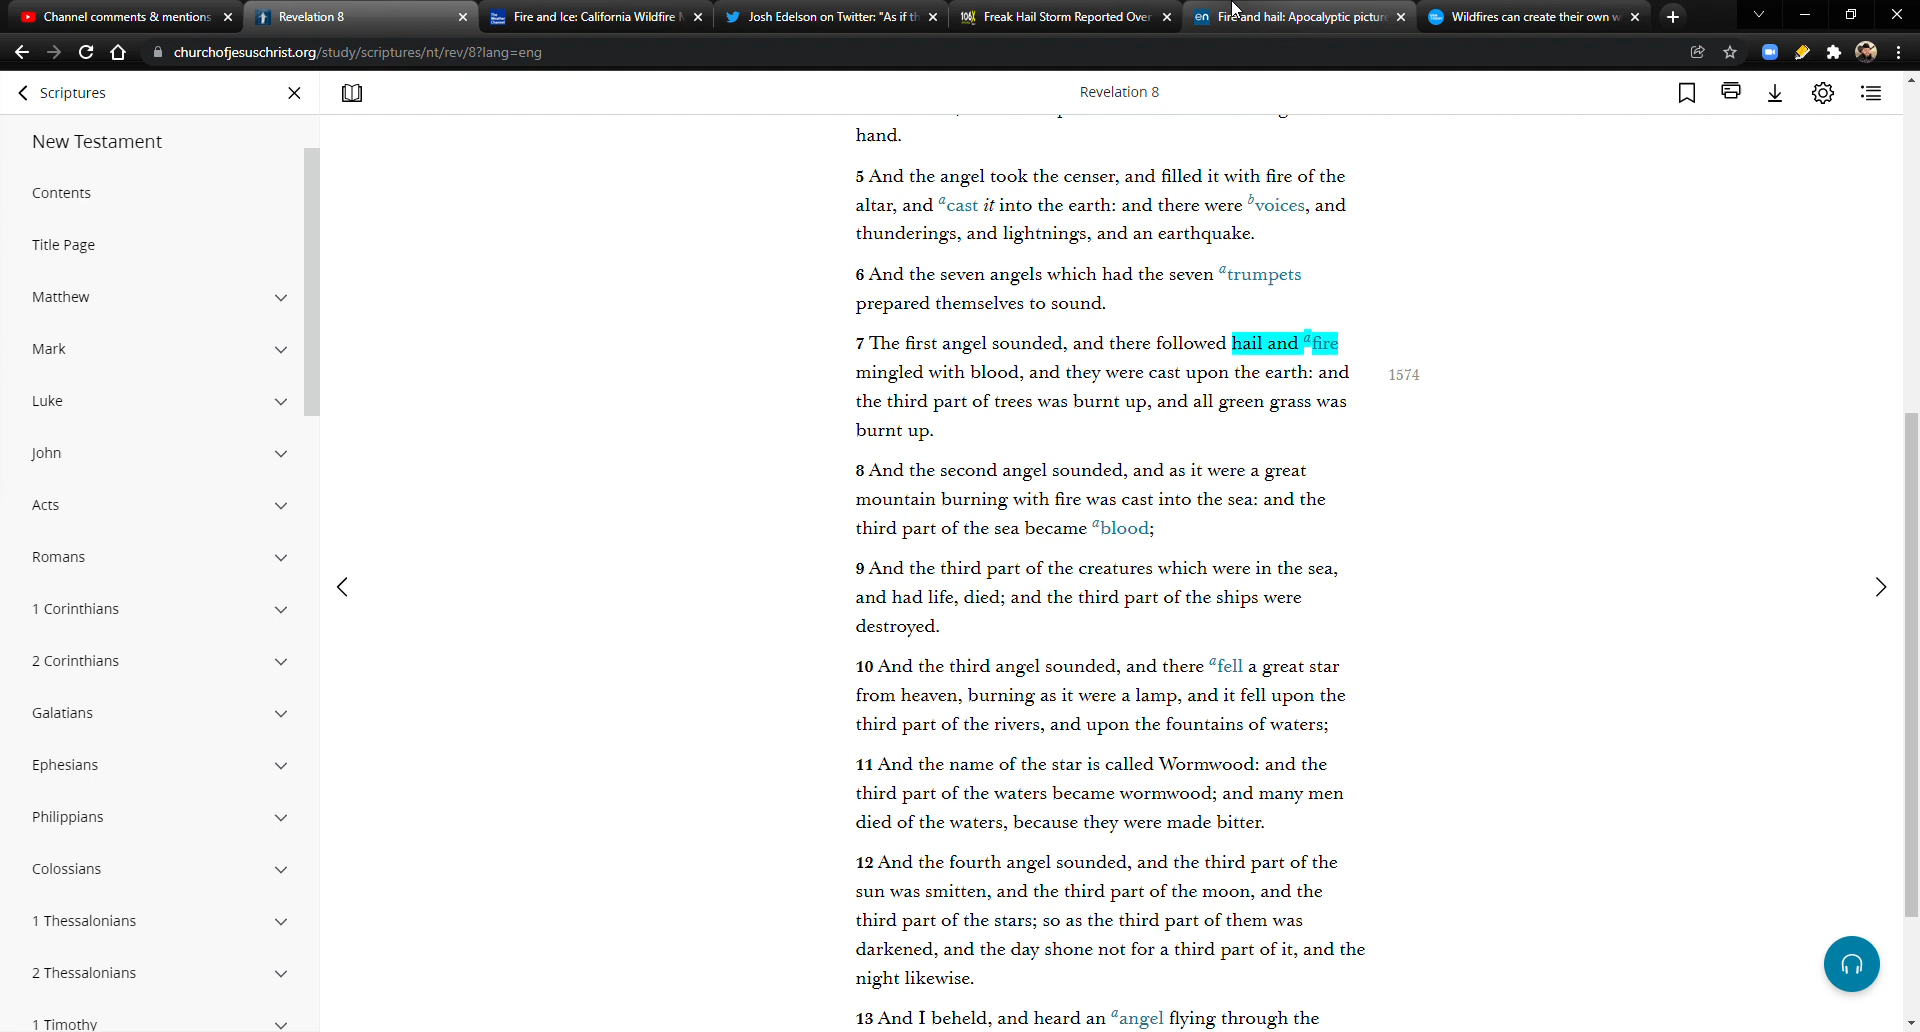 Channel comments & mentions
Revelation 8
Fire and Ice: California Wildfire
Josh Edelson on Twitter: "As if th
Freak Hail Storm Reported Over
Fire and hail: Apocalyptic picture
Wildfires can create their own w
churchofjesuschrist.org/study/scriptures/nt/rev/8?lang=eng
Scriptures
Revelation 8
New Testament
Contents
Title Page
Matthew
Mark
Luke
John
Acts
Romans
1 Corinthians
2 Corinthians
Galatians
Ephesians
Philippians
Colossians
1 Thessalonians
2 Thessalonians
1 Timothy
hand.
5 And the angel took the censer, and filled it with fire of the
altar, and a cast it into the earth: and there were b voices, and
thunderings, and lightnings, and an earthquake.
6 And the seven angels which had the seven a trumpets
prepared themselves to sound.
7 The first angel sounded, and there followed hail and a fire
mingled with blood, and they were cast upon the earth: and
the third part of trees was burnt up, and all green grass was
burnt up.
1574
8 And the second angel sounded, and as it were a great
mountain burning with fire was cast into the sea: and the
third part of the sea became a blood;
9 And the third part of the creatures which were in the sea,
and had life, died; and the third part of the ships were
destroyed.
10 And the third angel sounded, and there a fell a great star
from heaven, burning as it were a lamp, and it fell upon the
third part of the rivers, and upon the fountains of waters;
11 And the name of the star is called Wormwood: and the
third part of the waters became wormwood; and many men
died of the waters, because they were made bitter.
12 And the fourth angel sounded, and the third part of the
sun was smitten, and the third part of the moon, and the
third part of the stars; so as the third part of them was
darkened, and the day shone not for a third part of it, and the
night likewise.
13 And I beheld, and heard an a angel flying through the